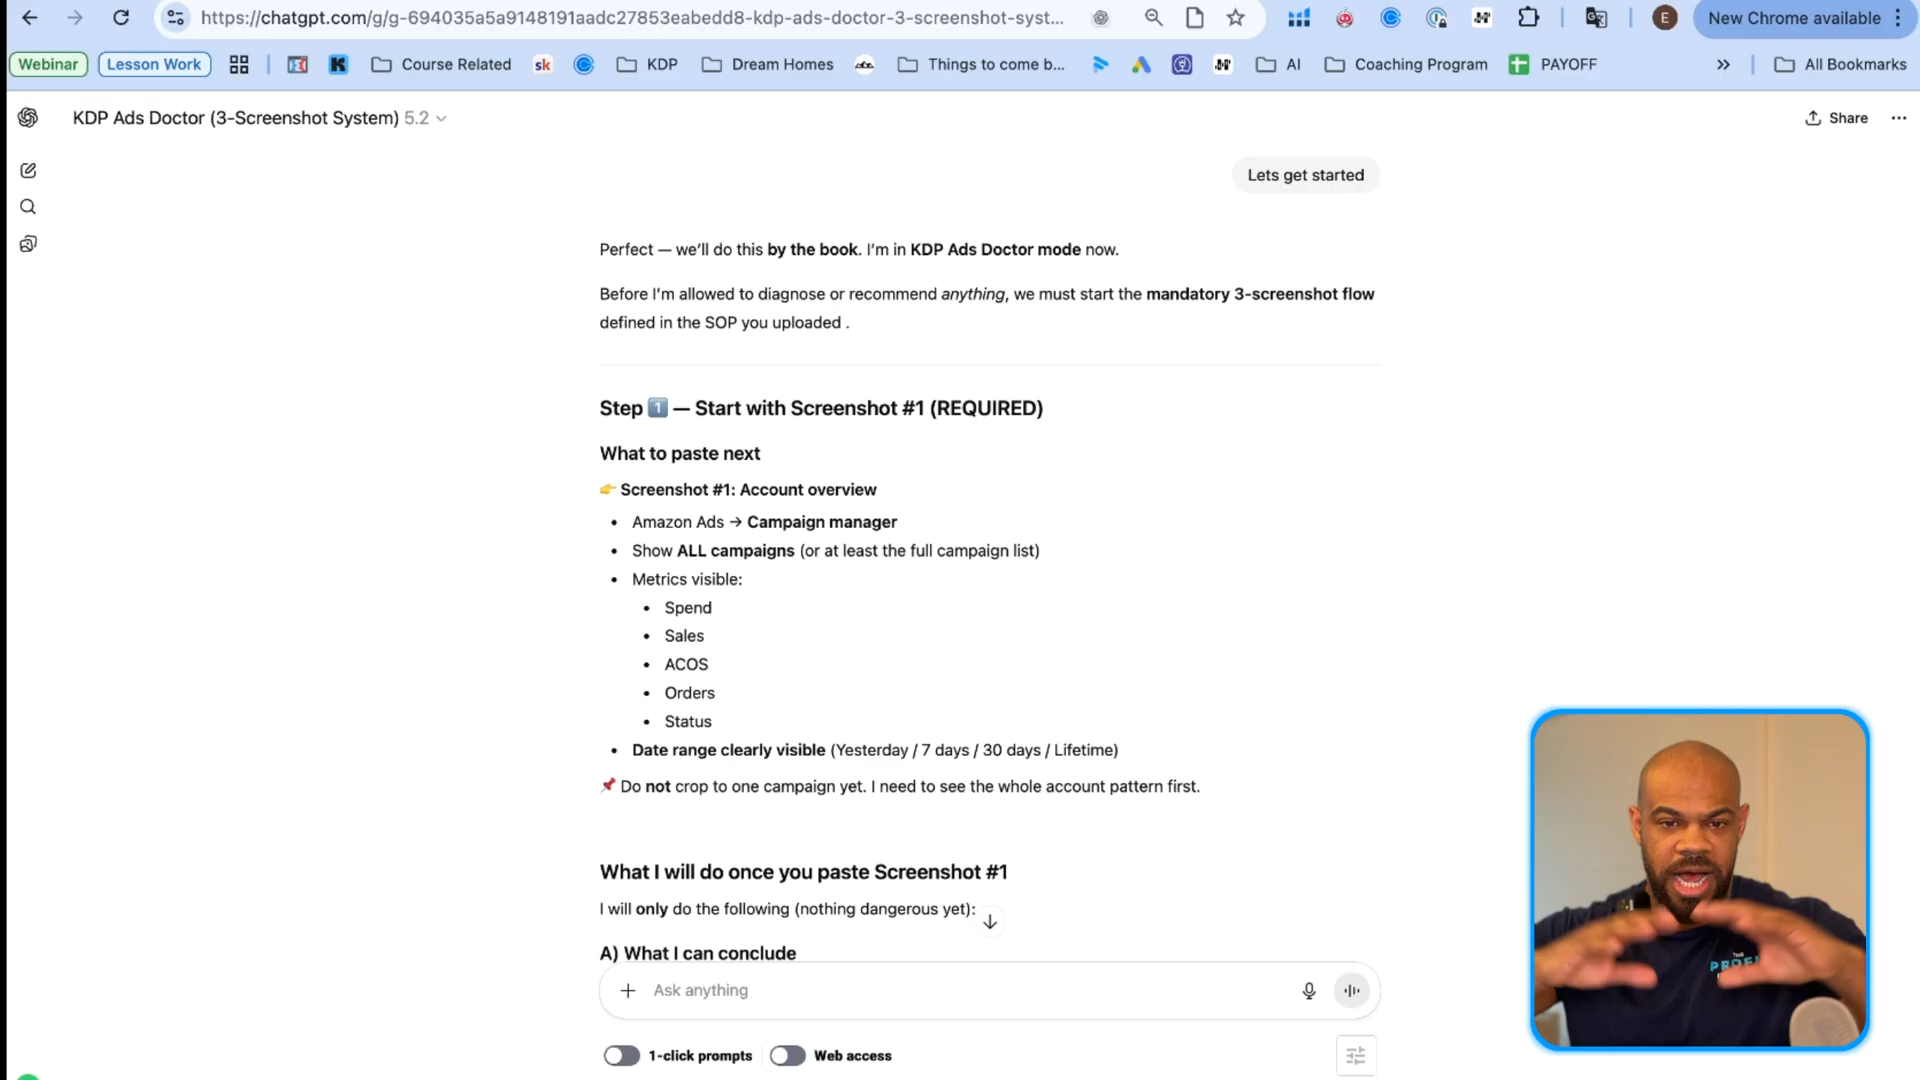 https://chatgpt.com/g/g-694035a5a9148191aadc27853eabedd8-kdp-ads-doctor-3-screenshot-syst...
E
New Chrome available
Webinar
Lesson Work
K
Course Related
sk
KDP
Dream Homes
Things to come b...
AI
Coaching Program
PAYOFF
All Bookmarks
KDP Ads Doctor (3-Screenshot System) 5.2
Share
Lets get started
Perfect — we'll do this by the book. I'm in KDP Ads Doctor mode now.
Before I'm allowed to diagnose or recommend anything, we must start the mandatory 3-screenshot flow
defined in the SOP you uploaded .
Step 1️⃣ — Start with Screenshot #1 (REQUIRED)
What to paste next
👉 Screenshot #1: Account overview
• Amazon Ads → Campaign manager
• Show ALL campaigns (or at least the full campaign list)
• Metrics visible:
• Spend
• Sales
• ACOS
• Orders
• Status
• Date range clearly visible (Yesterday / 7 days / 30 days / Lifetime)
📌 Do not crop to one campaign yet. I need to see the whole account pattern first.
What I will do once you paste Screenshot #1
I will only do the following (nothing dangerous yet):
A) What I can conclude
Ask anything
1-click prompts
Web access
THE